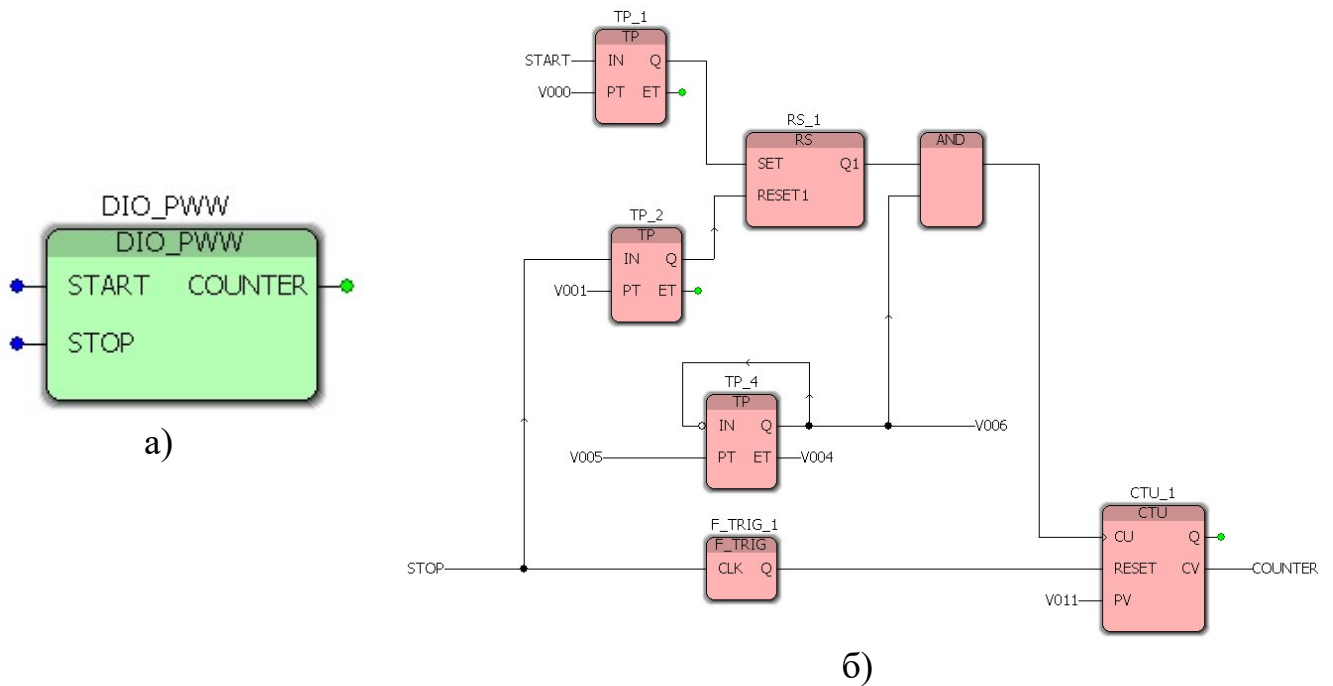 DIO_PWW
DIO_PWW
START COUNTER
STOP
а)
TP_1
TP
START IN Q
V000 PT ET
RS_1
RS
SET Q1
RESET1
AND
TP_2
TP
IN Q
V001 PT ET
TP_4
TP
IN Q V006
V005 PT ET V004
F_TRIG_1
F_TRIG
STOP CLK Q
CTU_1
CTU
CU Q
RESET CV COUNTER
V011 PV
б)